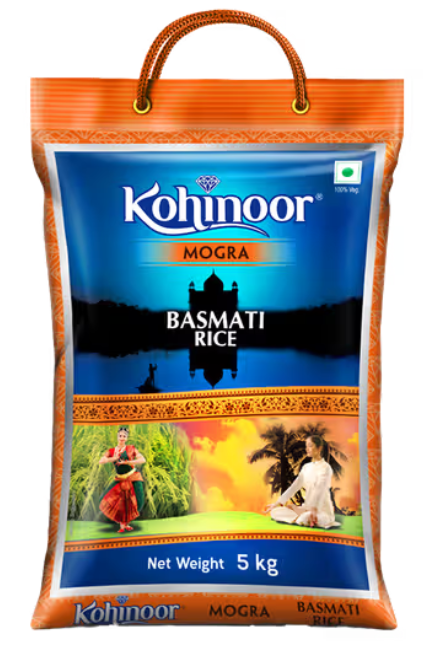 Kohinoor®
100% Veg.
MOGRA
BASMATI
RICE
Net Weight 5 kg
Kohinoor MOGRA BASMATI
RICE